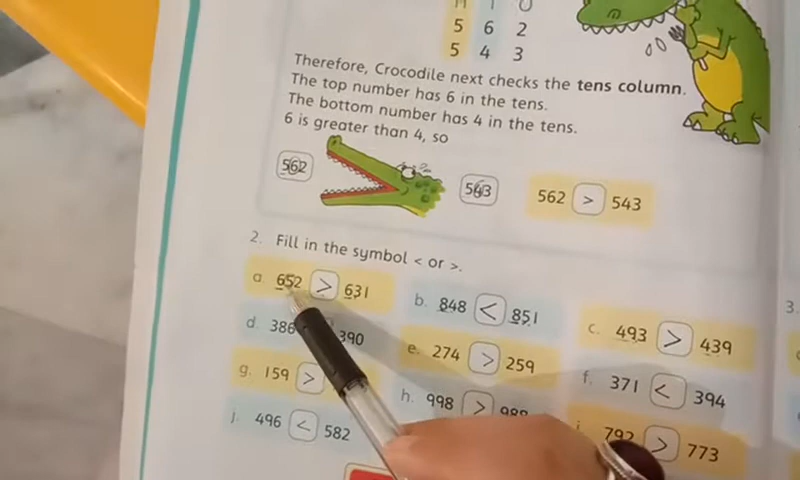 H T O
5 6 2
5 4 3
Therefore, Crocodile next checks the tens column.
The top number has 6 in the tens.
The bottom number has 4 in the tens.
6 is greater than 4, so
562 543 562 > 543
2. Fill in the symbol < or >.
a. 652 > 631 b. 848 < 851 c. 493 > 439
d. 386 390 e. 274 > 259 f. 371 < 394
g. 159 > h. 998 > 989 i. 792 > 773
j. 496 < 582
3.